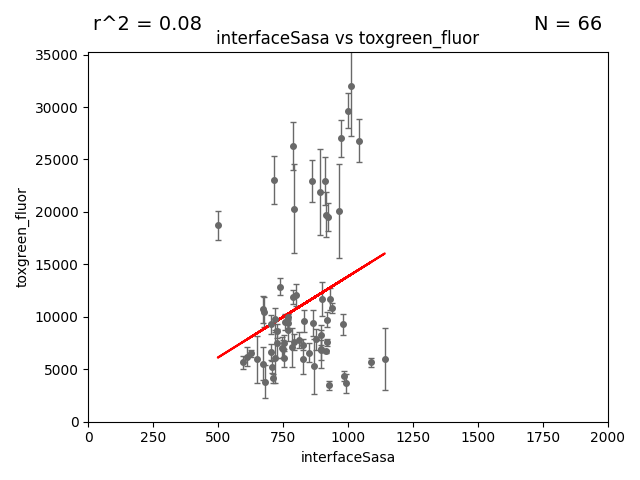 r^2 = 0.08
N = 66
interfaceSasa vs toxgreen_fluor
35000
30000
25000
20000
15000
10000
5000
0
toxgreen_fluor
0 250 500 750 1000 1250 1500 1750 2000
interfaceSasa